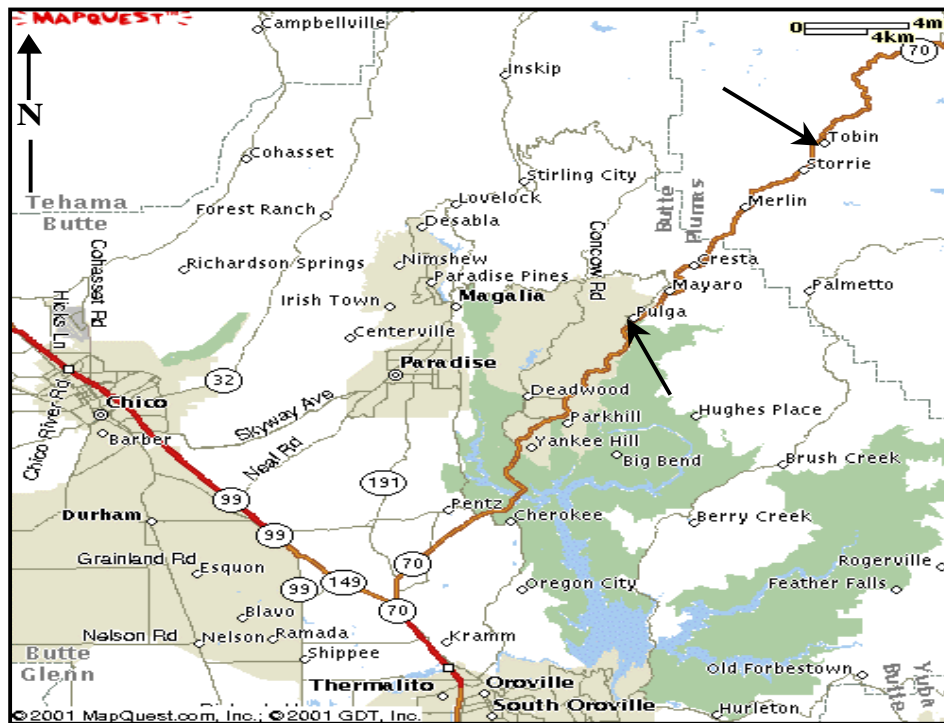 MAPQUEST™
Campbellville
0 4m
4km
70
N
Inskip
Tobin
Storrie
Cohasset
Stirling City
Tehama
Butte
Forest Ranch
Lovelock
Desabla
Butte
Plumas
Merlin
Cohasset Rd
Concow Rd
Richardson Springs
Nimshew
Paradise Pines
Cresta
Mayaro
Palmetto
Hicks Ln
Irish Town
Magalia
Pulga
Centerville
Paradise
32
Deadwood
Chico River Rd
Chico
Skyway Ave
Parkhill
Hughes Place
Barber
Neal Rd
Yankee Hill
Big Bend
Brush Creek
99
191
Pentz
Durham
99
Cherokee
Berry Creek
Grainland Rd
Esquon
70
Rogerville
99
149
Oregon City
Feather Falls
Blavo
70
Nelson Rd
Nelson
Ramada
Kramm
Butte
Glenn
Shippee
Old Forbestown
Butte
Yuba
Thermalito
Oroville
South Oroville
Hurleton
©2001 MapQuest.com, Inc.; ©2001 GDT, Inc.